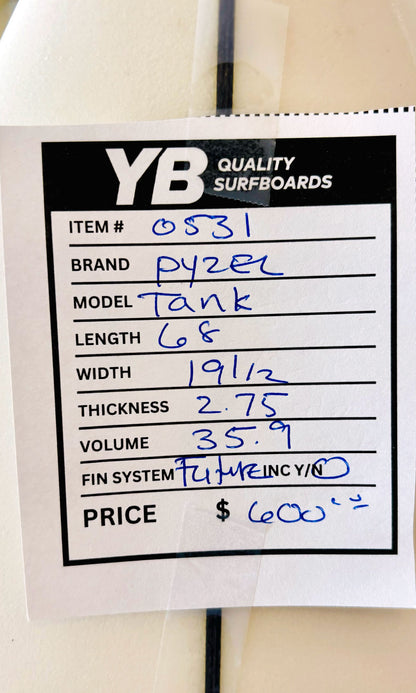 YB QUALITY
SURFBOARDS
ITEM # 0531
BRAND PYZEL
MODEL Tank
LENGTH 68
WIDTH 19 1/2
THICKNESS 2.75
VOLUME 35.9
FIN SYSTEM Future INC Y/N
PRICE $ 600